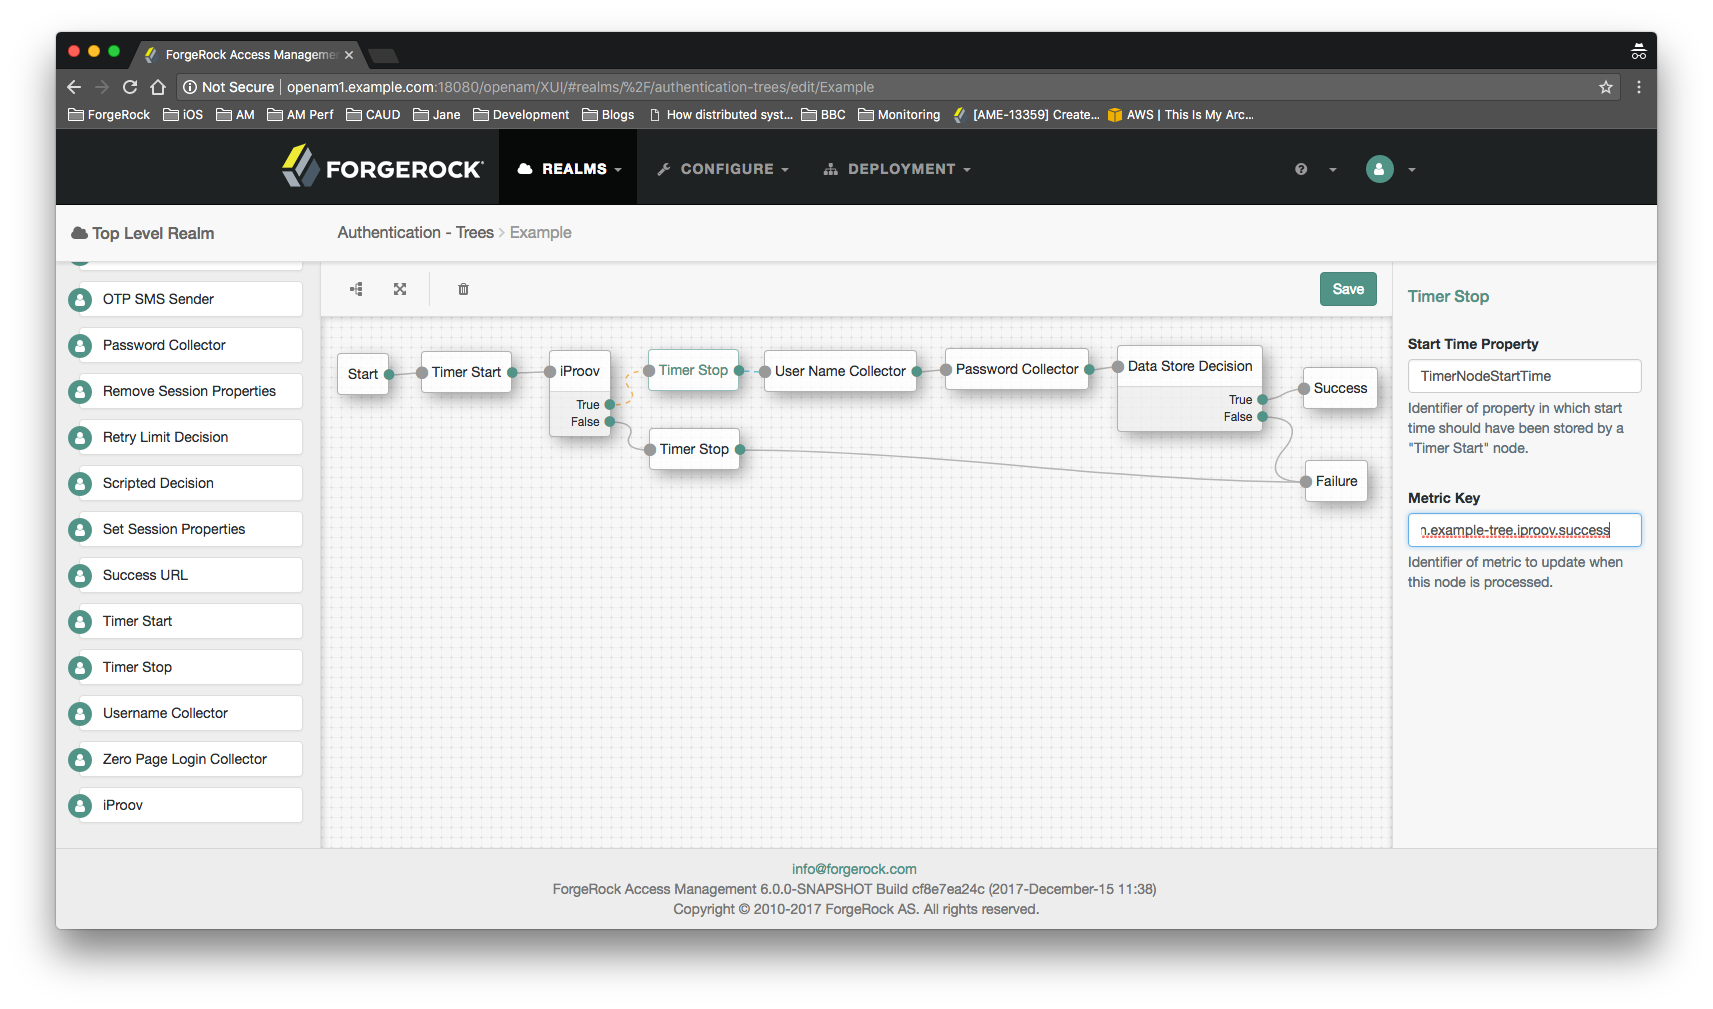 ForgeRock Access Manageme
Not Secure | openam1.example.com:18080/openam/XUI/#realms/%2F/authentication-trees/edit/Example
ForgeRock iOS AM AM Perf CAUD Jane Development Blogs How distributed syst... BBC Monitoring [AME-13359] Create... AWS | This Is My Arc...
FORGEROCK REALMS CONFIGURE DEPLOYMENT
Top Level Realm
Authentication - Trees > Example
OTP SMS Sender
Password Collector
Remove Session Properties
Retry Limit Decision
Scripted Decision
Set Session Properties
Success URL
Timer Start
Timer Stop
Username Collector
Zero Page Login Collector
iProov
Save
Start
Timer Start
iProov
True
False
Timer Stop
Timer Stop
User Name Collector
Password Collector
Data Store Decision
True
False
Success
Failure
Timer Stop
Start Time Property
TimerNodeStartTime
Identifier of property in which start
time should have been stored by a
"Timer Start" node.
Metric Key
.example-tree.iproov.success
Identifier of metric to update when
this node is processed.
info@forgerock.com
ForgeRock Access Management 6.0.0-SNAPSHOT Build cf8e7ea24c (2017-December-15 11:38)
Copyright © 2010-2017 ForgeRock AS. All rights reserved.